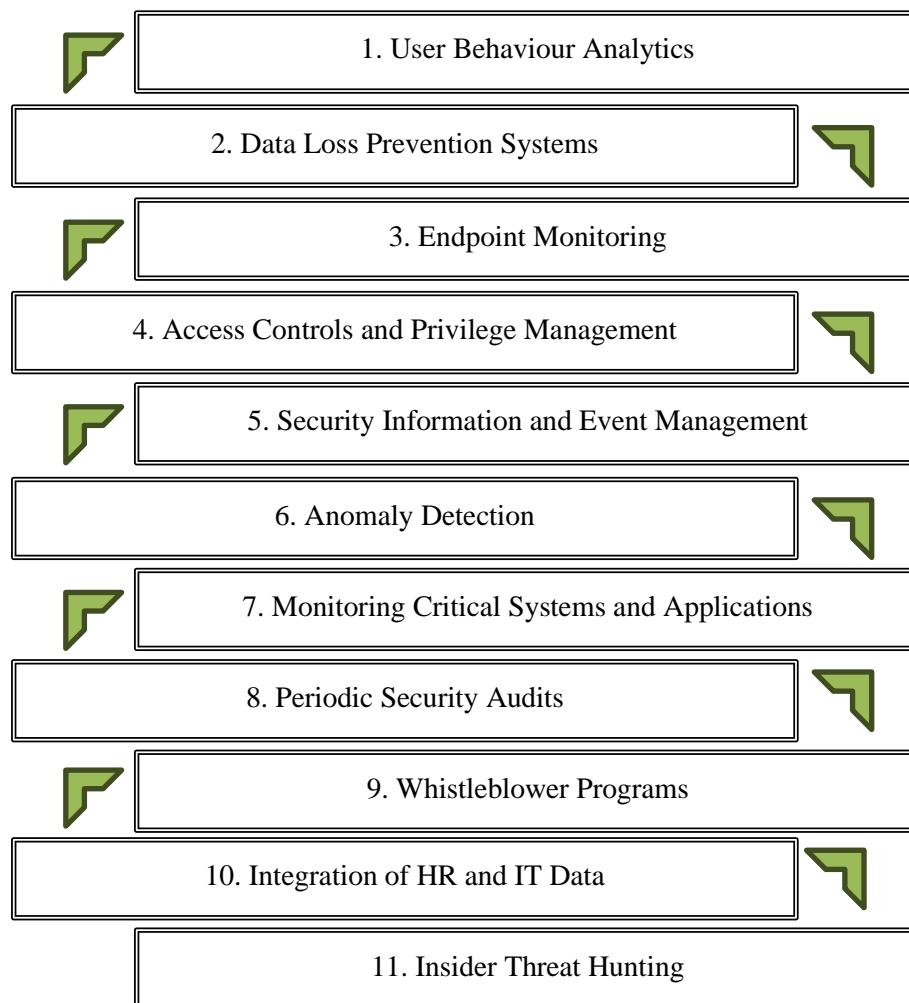 1. User Behaviour Analytics
2. Data Loss Prevention Systems
3. Endpoint Monitoring
4. Access Controls and Privilege Management
5. Security Information and Event Management
6. Anomaly Detection
7. Monitoring Critical Systems and Applications
8. Periodic Security Audits
9. Whistleblower Programs
10. Integration of HR and IT Data
11. Insider Threat Hunting